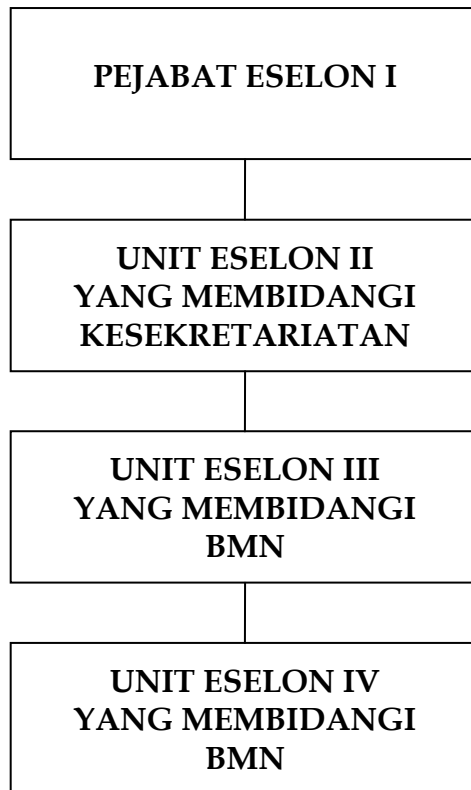 PEJABAT ESELON I
UNIT ESELON II
YANG MEMBIDANGI
KESEKRETARIATAN
UNIT ESELON III
YANG MEMBIDANGI
BMN
UNIT ESELON IV
YANG MEMBIDANGI
BMN